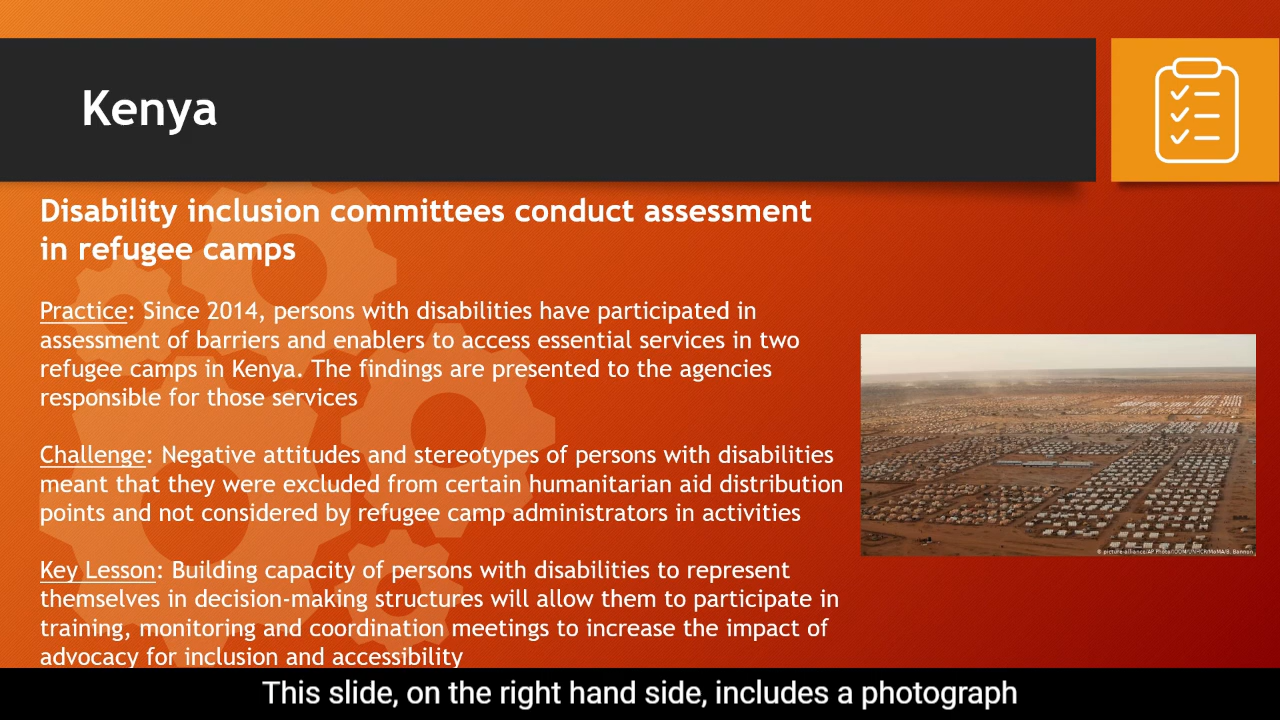 Kenya
Disability inclusion committees conduct assessment
in refugee camps
Practice: Since 2014, persons with disabilities have participated in
assessment of barriers and enablers to access essential services in two
refugee camps in Kenya. The findings are presented to the agencies
responsible for those services
Challenge: Negative attitudes and stereotypes of persons with disabilities
meant that they were excluded from certain humanitarian aid distribution
points and not considered by refugee camp administrators in activities
Key Lesson: Building capacity of persons with disabilities to represent
themselves in decision-making structures will allow them to participate in
training, monitoring and coordination meetings to increase the impact of
advocacy for inclusion and accessibility
© picture-alliance/AP Photo/
This slide, on the right hand side, includes a photograph